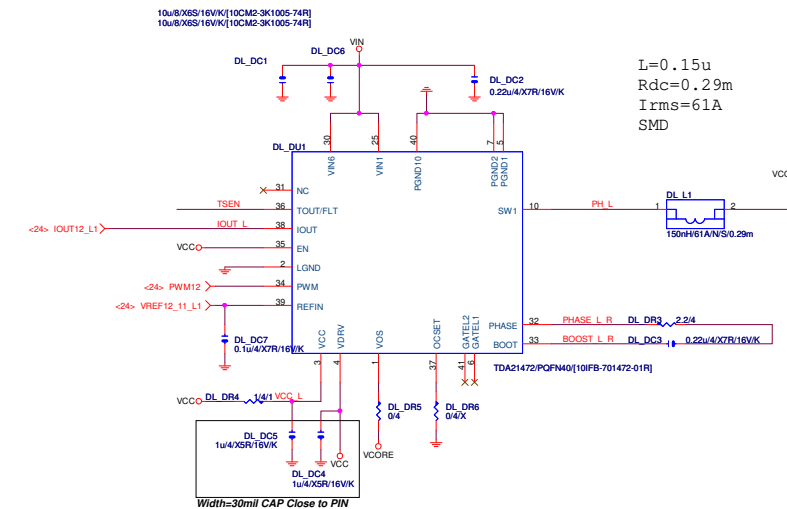 10u/8/X6S/16V/K/[10CM2-3K1005-74R]
10u/8/X6S/16V/K/[10CM2-3K1005-74R]
VIN
DL_DC1
DL_DC6
DL_DC2
0.22u/4/X7R/16V/K
L=0.15u
Rdc=0.29m
Irms=61A
SMD
DL_DU1
30
25
40
7
5
VIN6
VIN1
PGND10
PGND2
PGND1
VCC
31
NC
TSEN
36
TOUT/FLT
SW1
10
PH_L
DL_L1
1
2
150nH/61A/N/S/0.29m
<24> IOUT12_L1
IOUT_L
38
IOUT
VCC
35
EN
2
LGND
<24> PWM12
34
PWM
<24> VREF12_11_L1
39
REFIN
DL_DC7
0.1u/4/X7R/16V/K
PHASE
32
PHASE_L_R
DL_DR3
2.2/4
BOOT
33
BOOST_L_R
DL_DC3
0.22u/4/X7R/16V/K
VCC
VDRV
VOS
OCSET
GATEL2
GATEL1
3
4
1
37
41
6
TDA21472/PQFN40/[10IFB-701472-01R]
VCC
DL_DR4
1/4/1
VCC_L
DL_DR5
0/4
DL_DR6
0/4/X
DL_DC5
1u/4/X5R/16V/K
VCORE
VCC
DL_DC4
1u/4/X5R/16V/K
Width=30mil CAP Close to PIN